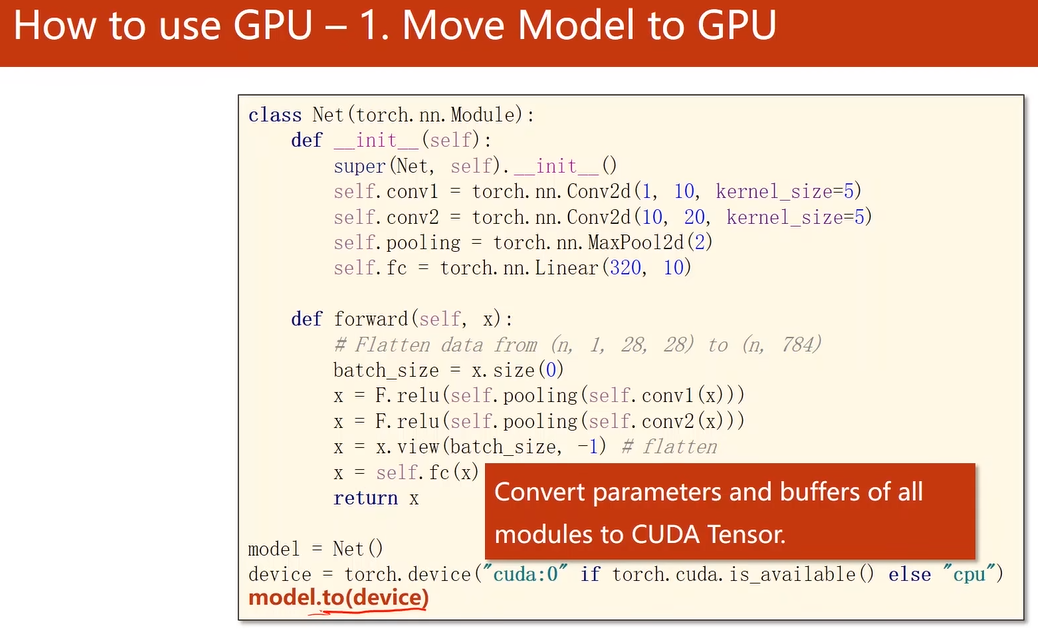 How to use GPU – 1. Move Model to GPU
class Net(torch.nn.Module):
    def __init__(self):
        super(Net, self).__init__()
        self.conv1 = torch.nn.Conv2d(1, 10, kernel_size=5)
        self.conv2 = torch.nn.Conv2d(10, 20, kernel_size=5)
        self.pooling = torch.nn.MaxPool2d(2)
        self.fc = torch.nn.Linear(320, 10)
    def forward(self, x):
        # Flatten data from (n, 1, 28, 28) to (n, 784)
        batch_size = x.size(0)
        x = F.relu(self.pooling(self.conv1(x)))
        x = F.relu(self.pooling(self.conv2(x)))
        x = x.view(batch_size, -1) # flatten
        x = self.fc(x)
        return x
Convert parameters and buffers of all
modules to CUDA Tensor.
model = Net()
device = torch.device("cuda:0" if torch.cuda.is_available() else "cpu")
model.to(device)